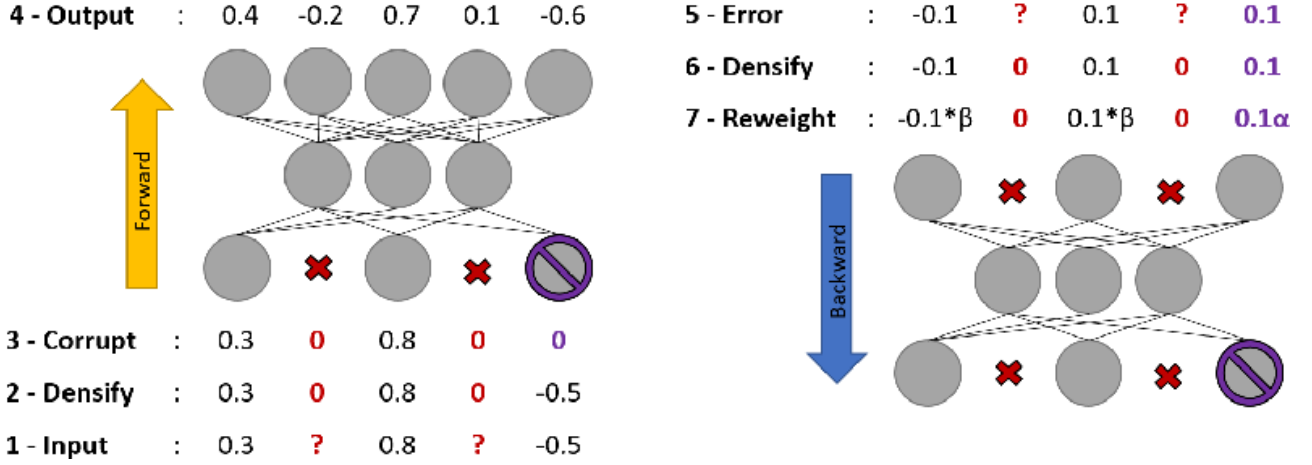 4 - Output : 0.4 -0.2 0.7 0.1 -0.6
Forward
3 - Corrupt : 0.3 0 0.8 0 0
2 - Densify : 0.3 0 0.8 0 -0.5
1 - Input : 0.3 ? 0.8 ? -0.5
5 - Error : -0.1 ? 0.1 ? 0.1
6 - Densify : -0.1 0 0.1 0 0.1
7 - Reweight : -0.1*β 0 0.1*β 0 0.1α
Backward